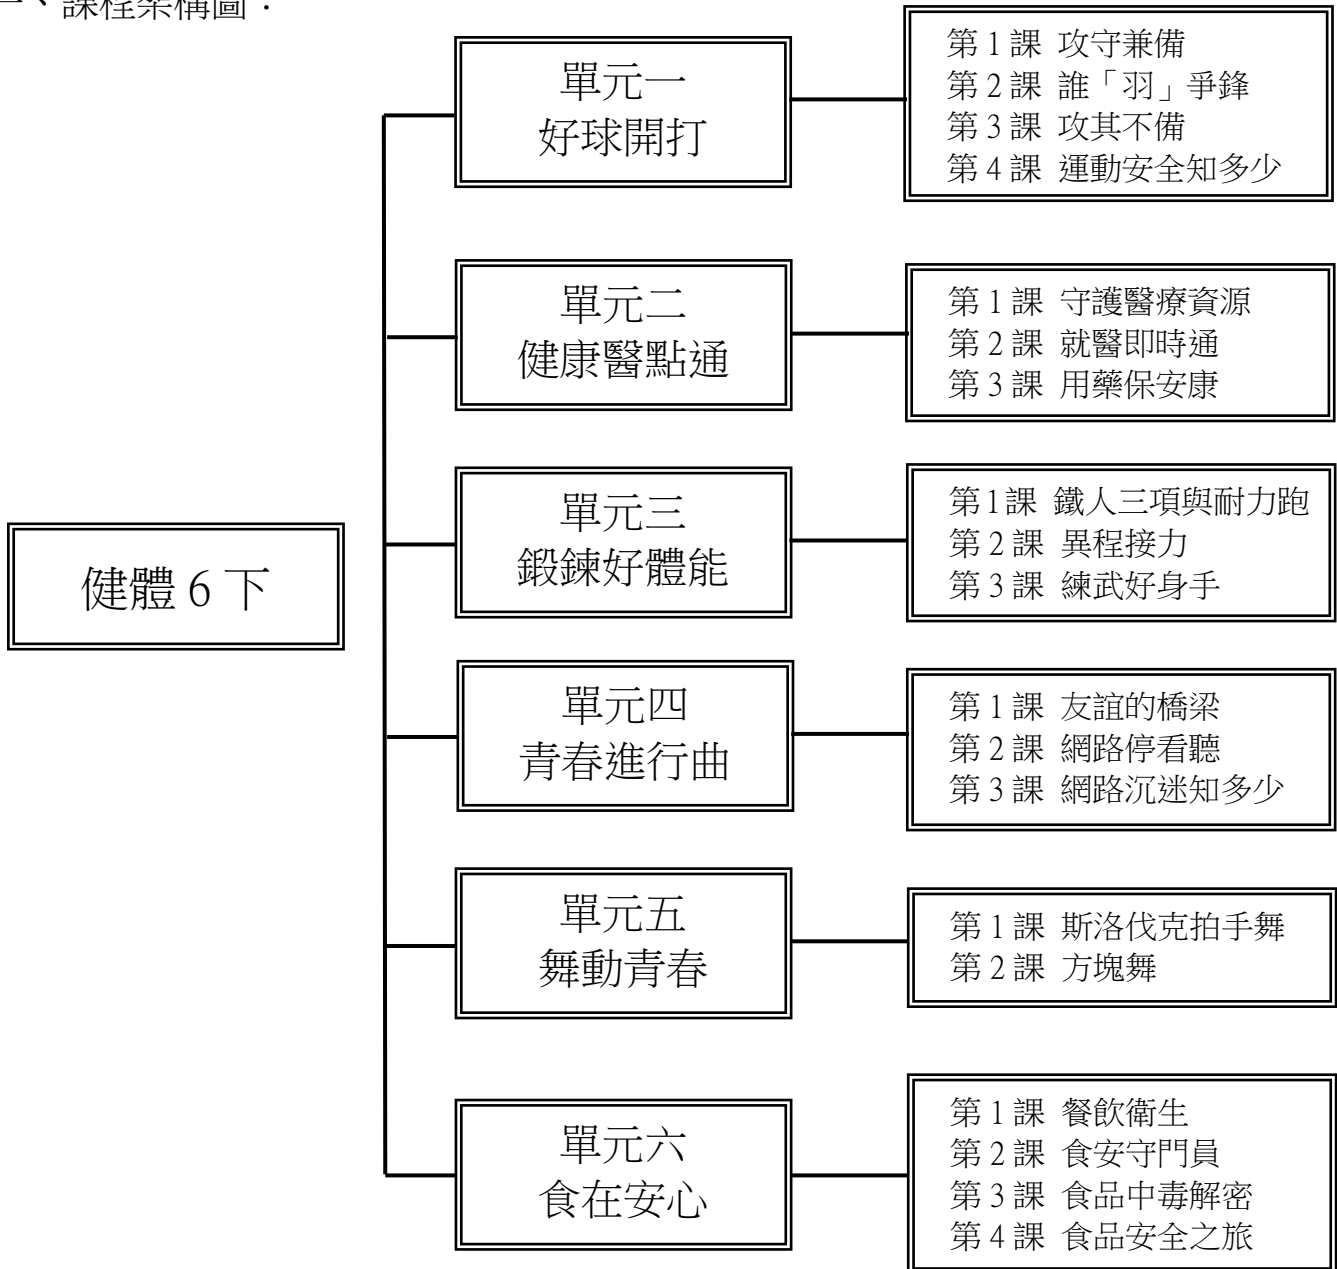 、課程架構圖：
健體6下
單元一
好球開打
第1課 攻守兼備
第2課 誰「羽」爭鋒
第3課 攻其不備
第4課 運動安全知多少
單元二
健康醫點通
第1課 守護醫療資源
第2課 就醫即時通
第3課 用藥保安康
單元三
鍛鍊好體能
第1課 鐵人三項與耐力跑
第2課 異程接力
第3課 練武好身手
單元四
青春進行曲
第1課 友誼的橋梁
第2課 網路停看聽
第3課 網路沉迷知多少
單元五
舞動青春
第1課 斯洛伐克拍手舞
第2課 方塊舞
單元六
食在安心
第1課 餐飲衛生
第2課 食安守門員
第3課 食品中毒解密
第4課 食品安全之旅